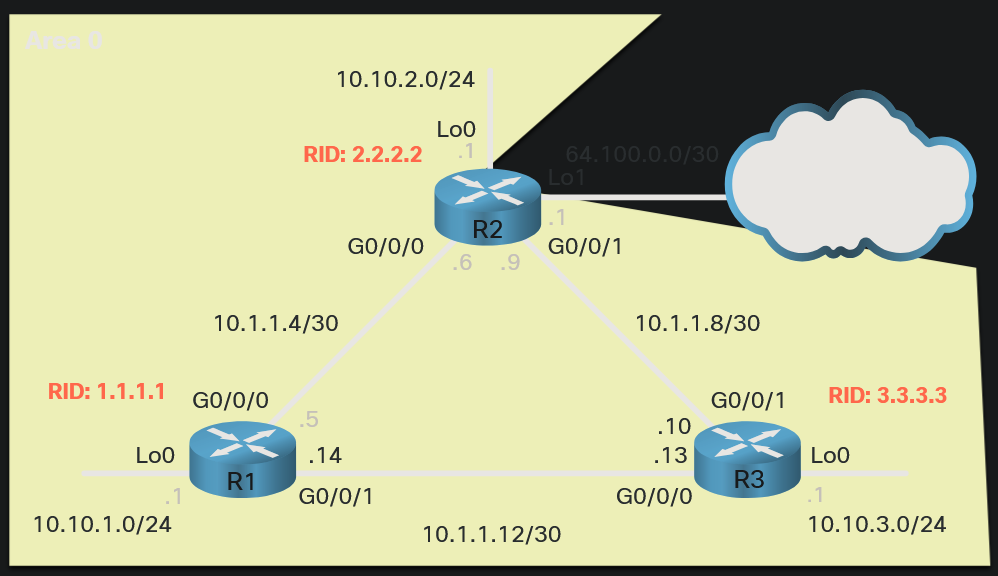 Area 0
10.10.2.0/24
Lo0
.1
RID: 2.2.2.2
64.100.0.0/30
Lo1
.1
R2
G0/0/0
G0/0/1
.6
.9
10.1.1.4/30
10.1.1.8/30
RID: 1.1.1.1
G0/0/0
.5
G0/0/1
RID: 3.3.3.3
.10
Lo0
.14
.13
Lo0
R1
R3
.1
G0/0/1
G0/0/0
.1
10.10.1.0/24
10.1.1.12/30
10.10.3.0/24